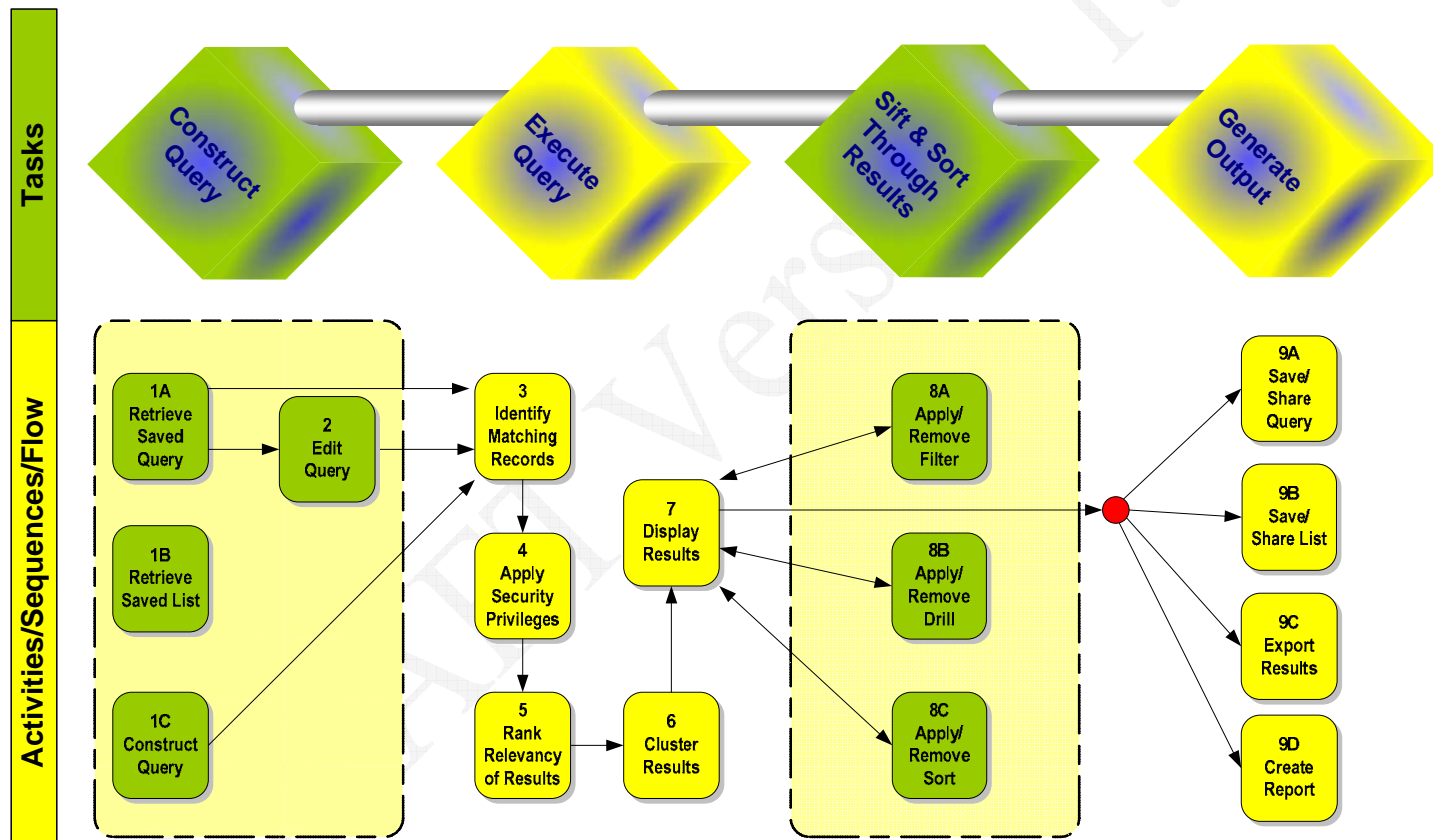 Tasks
Construct
Query
Execute
Query
Sift & Sort
Through
Results
Generate
Output
Activities/Sequences/Flow
1A
Retrieve
Saved
Query
2
Edit
Query
1B
Retrieve
Saved List
1C
Construct
Query
3
Identify
Matching
Records
4
Apply
Security
Privileges
5
Rank
Relevancy
of Results
6
Cluster
Results
7
Display
Results
8A
Apply/
Remove
Filter
8B
Apply/
Remove
Drill
8C
Apply/
Remove
Sort
9A
Save/
Share
Query
9B
Save/
Share List
9C
Export
Results
9D
Create
Report